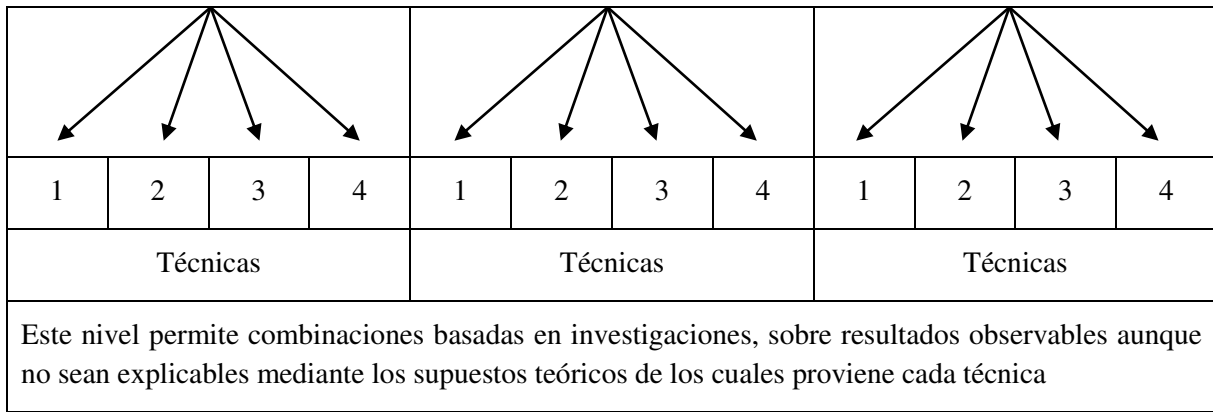 1 2 3 4 1 2 3 4 1 2 3 4
Técnicas Técnicas Técnicas
Este nivel permite combinaciones basadas en investigaciones, sobre resultados observables aunque
no sean explicables mediante los supuestos teóricos de los cuales proviene cada técnica